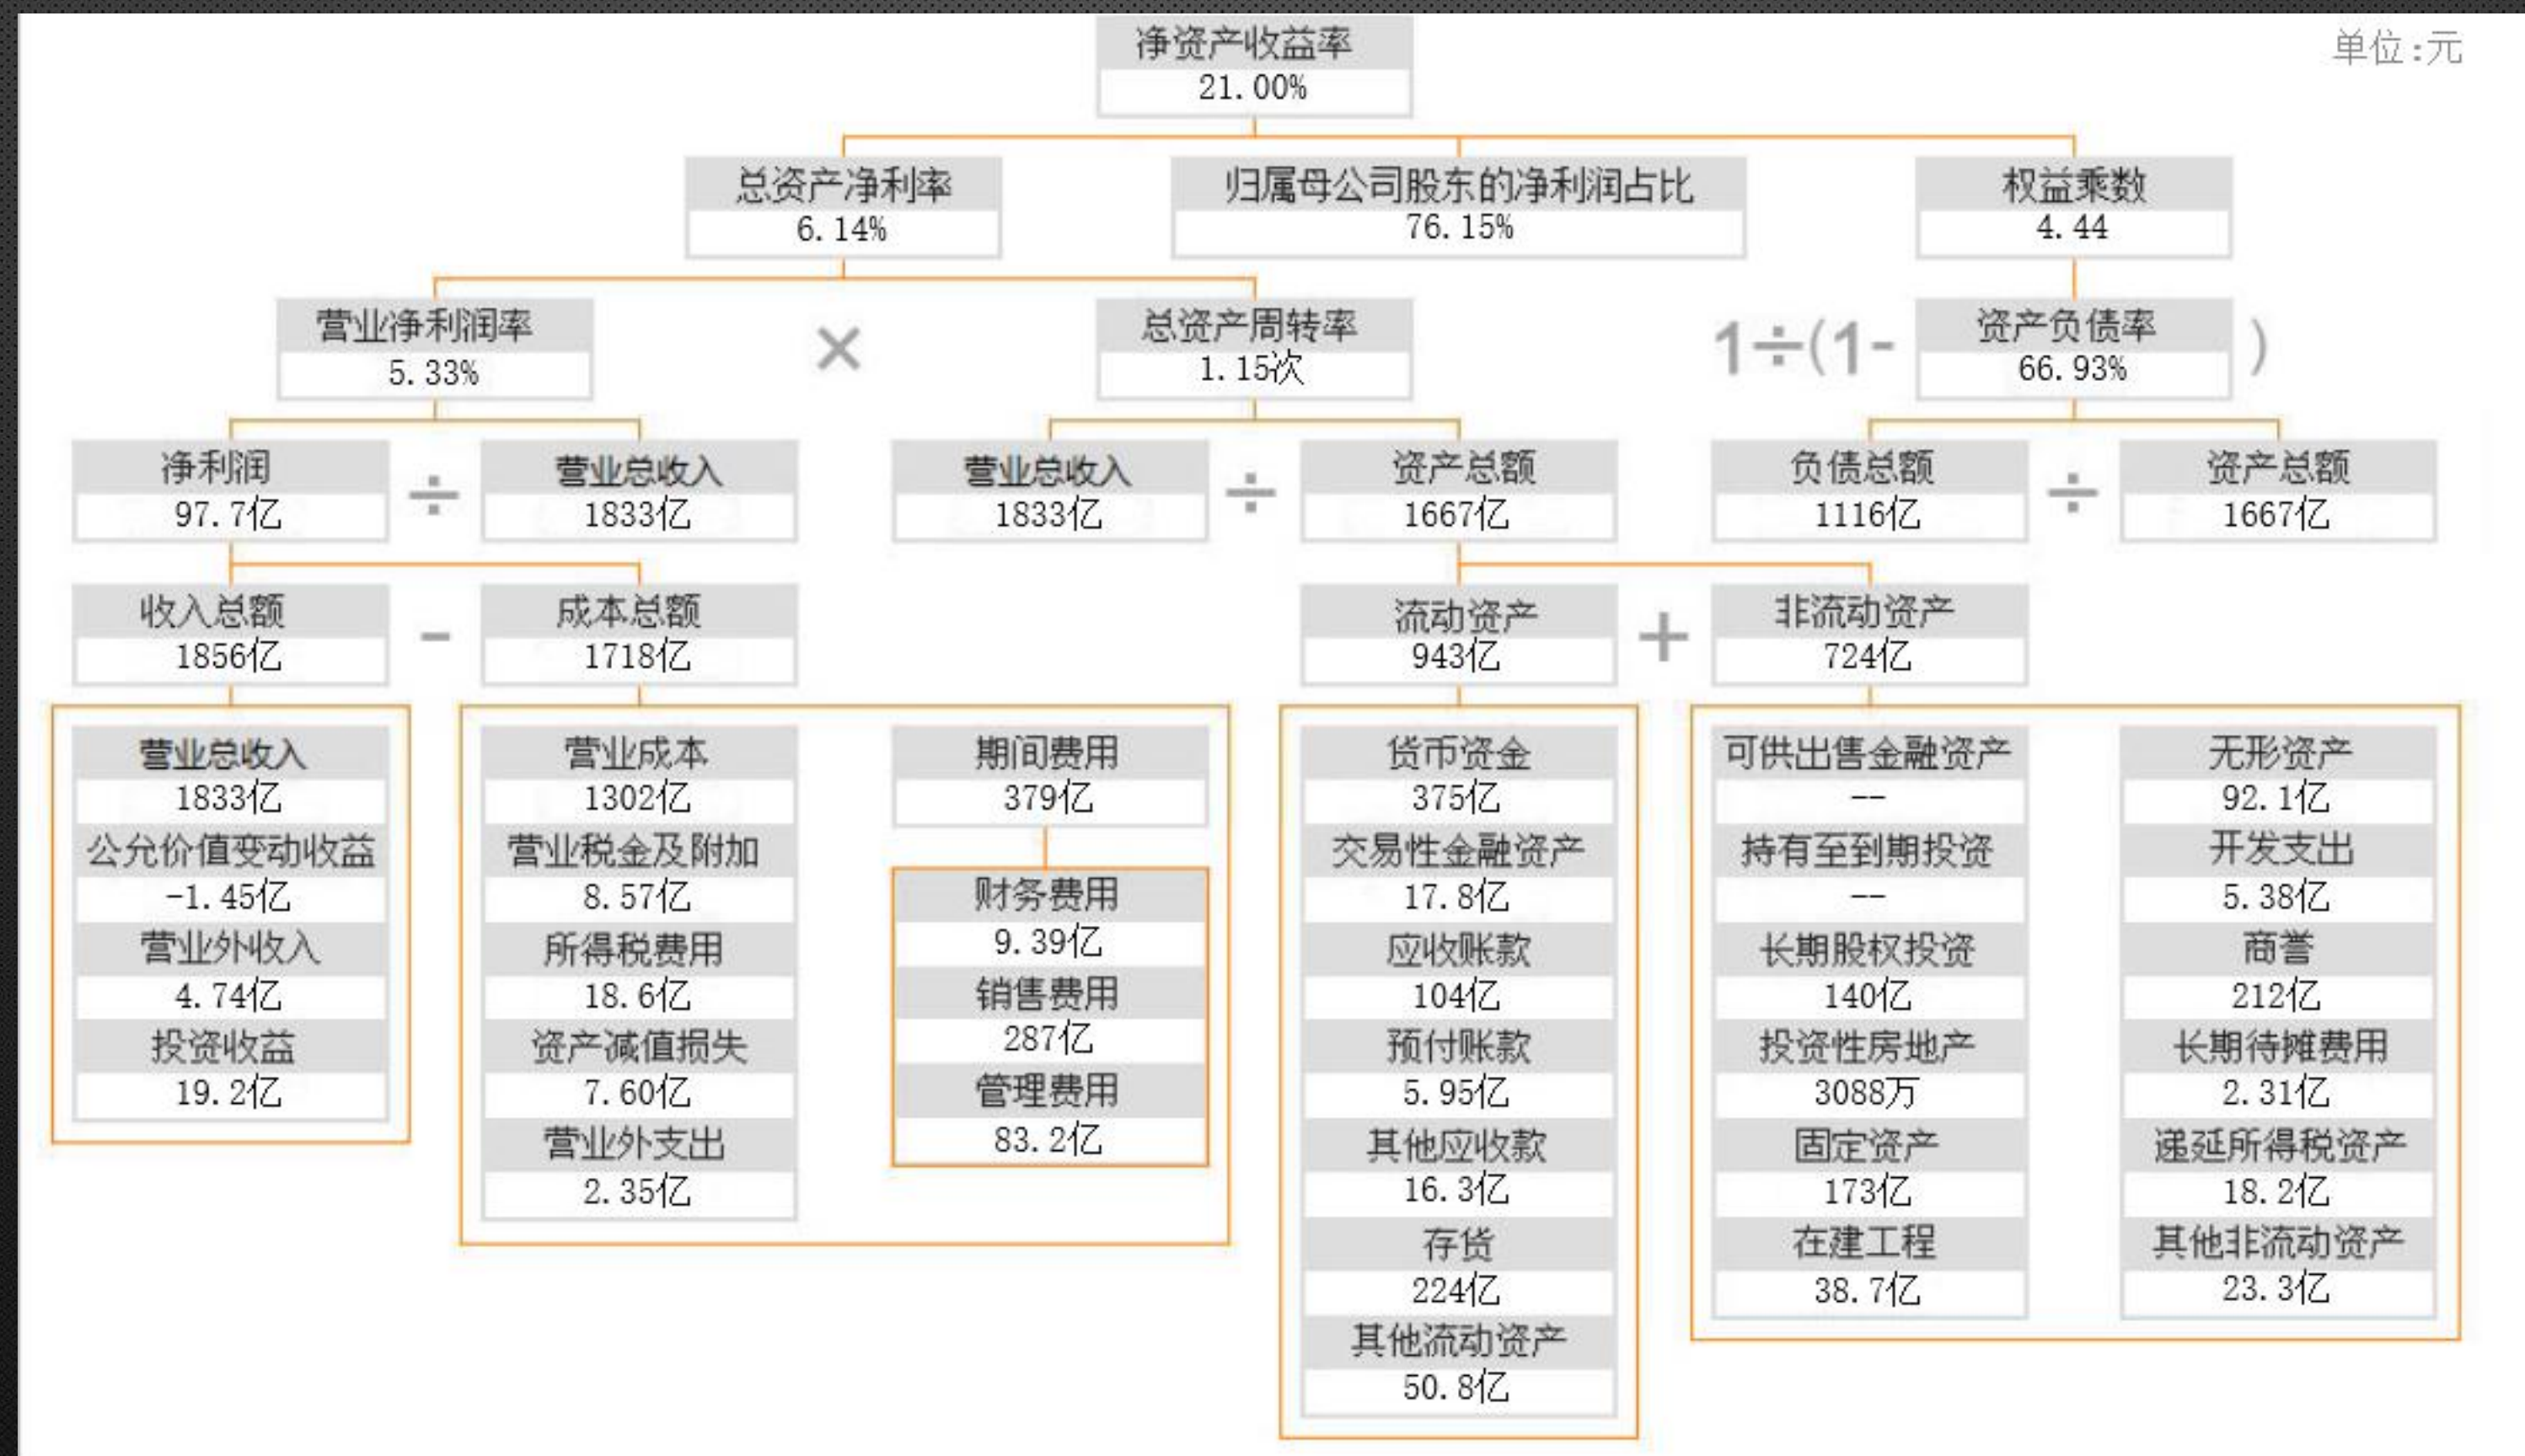 净资产收益率
21.00%
单位:元
总资产净利率
6.14%
归属母公司股东的净利润占比
76.15%
权益乘数
4.44
营业净利润率
5.33%
×
总资产周转率
1.15次
1÷(1-
资产负债率
66.93%
)
净利润
97.7亿
÷
营业总收入
1833亿
营业总收入
1833亿
÷
资产总额
1667亿
负债总额
1116亿
÷
资产总额
1667亿
收入总额
1856亿
-
成本总额
1718亿
流动资产
943亿
+
非流动资产
724亿
营业总收入
1833亿
公允价值变动收益
-1.45亿
营业外收入
4.74亿
投资收益
19.2亿
营业成本
1302亿
营业税金及附加
8.57亿
所得税费用
18.6亿
资产减值损失
7.60亿
营业外支出
2.35亿
期间费用
379亿
财务费用
9.39亿
销售费用
287亿
管理费用
83.2亿
货币资金
375亿
交易性金融资产
17.8亿
应收账款
104亿
预付账款
5.95亿
其他应收款
16.3亿
存货
224亿
其他流动资产
50.8亿
可供出售金融资产
--
持有至到期投资
--
长期股权投资
140亿
投资性房地产
3088万
固定资产
173亿
在建工程
38.7亿
无形资产
92.1亿
开发支出
5.38亿
商誉
212亿
长期待摊费用
2.31亿
递延所得税资产
18.2亿
其他非流动资产
23.3亿